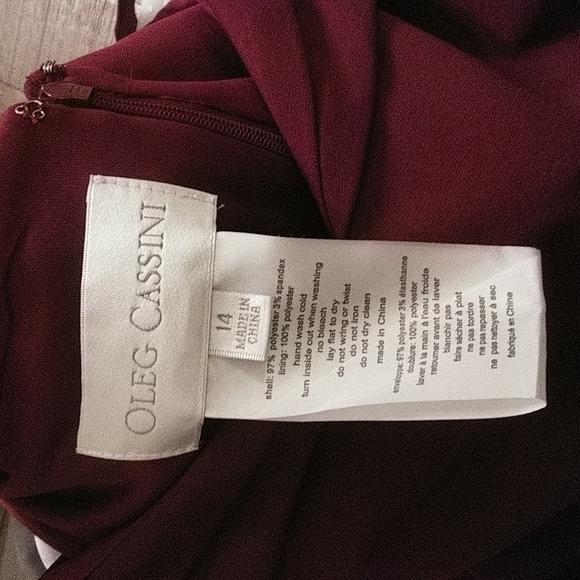 OLEG CASSINI
14
MADE IN
CHINA
shell: 97% polyester 3% spandex
lining: 100% polyester
hand wash cold
turn inside out when washing
no bleach
lay flat to dry
do not wring or twist
do not iron
do not dry clean
made in China
enveloppe: 97% polyester 3% élasthanne
doublure: 100% polyester
laver à la main à l'eau froide
retourner avant de laver
blanchir pas
faire sécher à plat
ne pas tordre
ne pas repasser
ne pas netoyer à sec
fabriqué en Chine